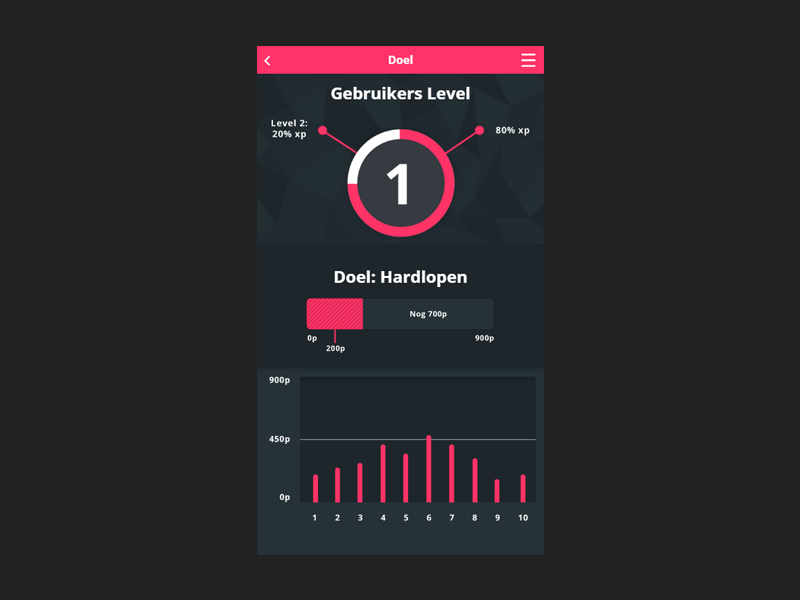 Doel
Gebruikers Level
Level 2:
20% xp
80% xp
1
Doel: Hardlopen
Nog 700p
0p
900p
200p
900p
450p
0p
1 2 3 4 5 6 7 8 9 10